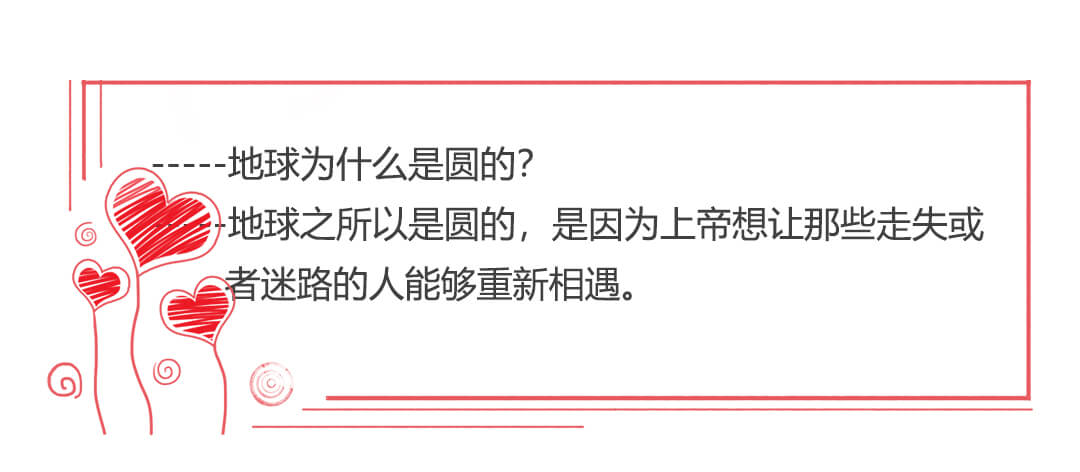 -----地球为什么是圆的？
-----地球之所以是圆的，是因为上帝想让那些走失或
者迷路的人能够重新相遇。